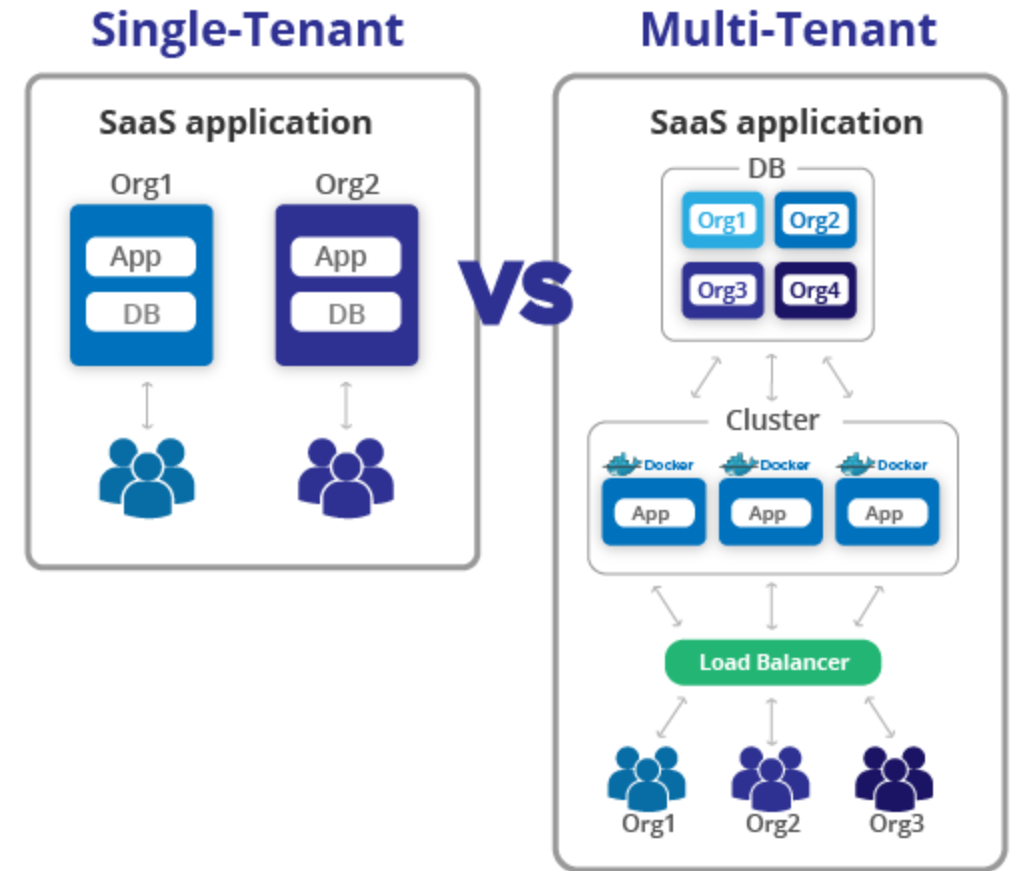 Single-Tenant
SaaS application
Org1 Org2
App App
DB DB
VS
Multi-Tenant
SaaS application
DB
Org1 Org2
Org3 Org4
Cluster
Docker Docker Docker
App App App
Load Balancer
Org1 Org2 Org3